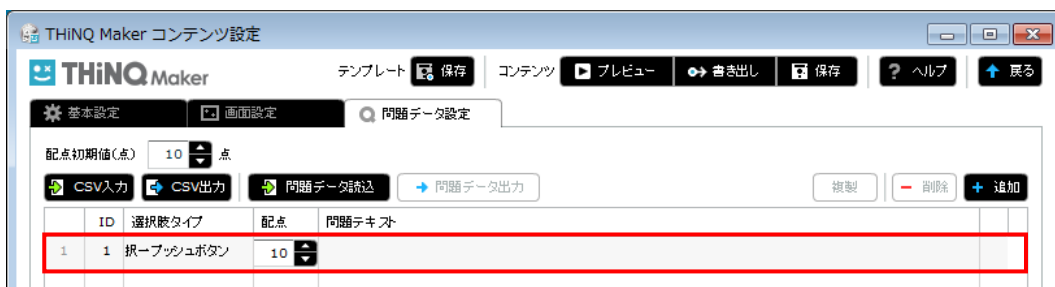 THiNQ Maker コンテンツ設定
THiNQ Maker テンプレート 保存 コンテンツ プレビュー 書き出し 保存 ? ヘルプ 戻る
基本設定 画面設定 問題データ設定
配点初期値(点) 10 点
CSV入力 CSV出力 問題データ読込 問題データ出力 複製 削除 追加
ID 選択肢タイプ 配点 問題テキスト
1 1 択一プッシュボタン 10